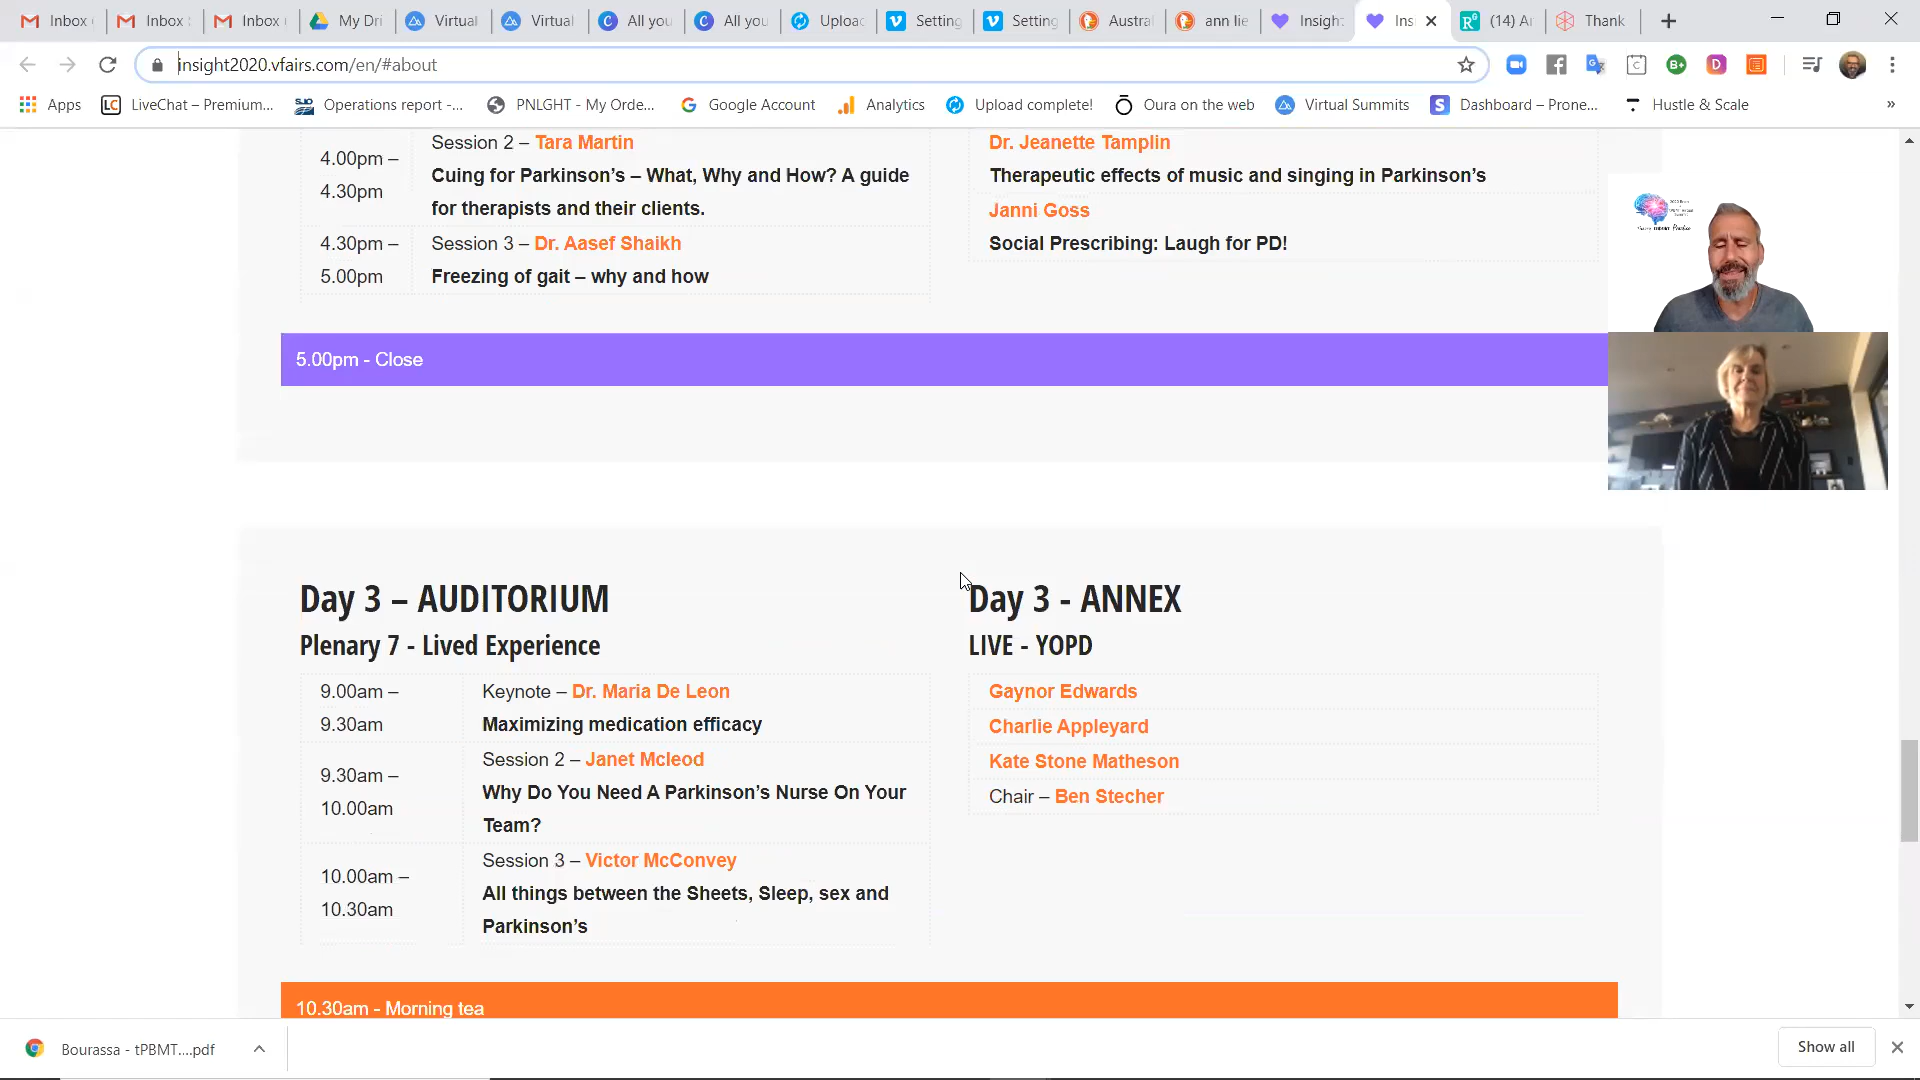 Inbox
Inbox
Inbox
My Dri
Virtual
Virtual
All you
All you
Upload
Setting
Setting
Austral
ann lie
Insight
Ins
(14) Ar
Thank
insight2020.vfairs.com/en/#about
Apps
LiveChat – Premium...
Operations report -...
PNLGHT - My Orde...
Google Account
Analytics
Upload complete!
Oura on the web
Virtual Summits
Dashboard – Prone...
Hustle & Scale
»
4.00pm –
4.30pm
Session 2 – Tara Martin
Cuing for Parkinson’s – What, Why and How? A guide
for therapists and their clients.
4.30pm –
5.00pm
Session 3 – Dr. Aasef Shaikh
Freezing of gait – why and how
Dr. Jeanette Tamplin
Therapeutic effects of music and singing in Parkinson’s
Janni Goss
Social Prescribing: Laugh for PD!
5.00pm - Close
Day 3 – AUDITORIUM
Plenary 7 - Lived Experience
9.00am –
9.30am
Keynote – Dr. Maria De Leon
Maximizing medication efficacy
9.30am –
10.00am
Session 2 – Janet Mcleod
Why Do You Need A Parkinson’s Nurse On Your
Team?
10.00am –
10.30am
Session 3 – Victor McConvey
All things between the Sheets, Sleep, sex and
Parkinson’s
Day 3 - ANNEX
LIVE - YOPD
Gaynor Edwards
Charlie Appleyard
Kate Stone Matheson
Chair – Ben Stecher
10.30am - Morning tea
Bourassa - tPBMT....pdf
Show all